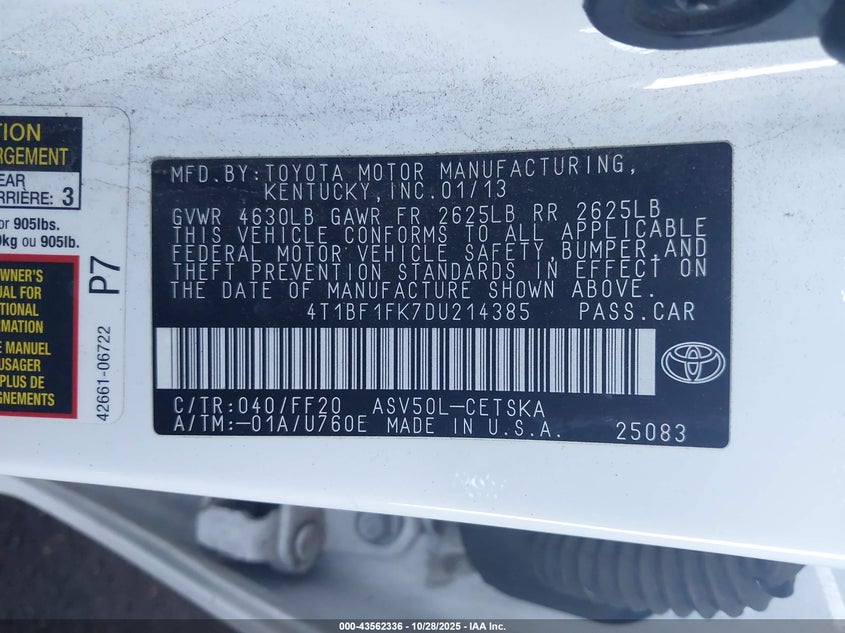 TION
RGEMENT
EAR
RRIÈRE: 3
or 905lbs.
0kg ou 905lb.
OWNER'S
UAL FOR
TIONAL
RMATION
E MANUEL
USAGER
PLUS DE
GNEMENTS
P7
42661-06722
MFD.BY:TOYOTA MOTOR MANUFACTURING,
KENTUCKY,INC.01/13
GVWR 4630LB GAWR FR 2625LB RR 2625LB
THIS VEHICLE CONFORMS TO ALL APPLICABLE
FEDERAL MOTOR VEHICLE SAFETY,BUMPER,AND
THEFT PREVENTION STANDARDS IN EFFECT ON
THE DATE OF MANUFACTURE SHOWN ABOVE.
4T1BF1FK7DU214385 PASS.CAR
C/TR:040/FF20 ASV50L-CETSKA
A/TM:-01A/U760E MADE IN U.S.A. 25083
000-43562336 | 10/28/2025 | IAA Inc.